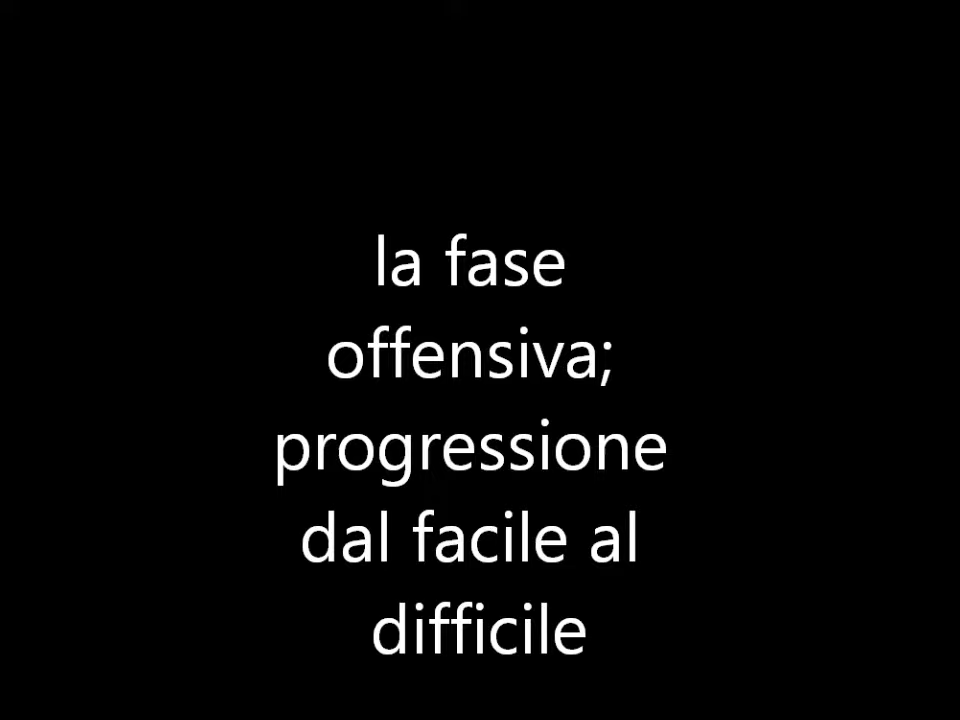 la fase
offensiva;
progressione
dal facile al
difficile